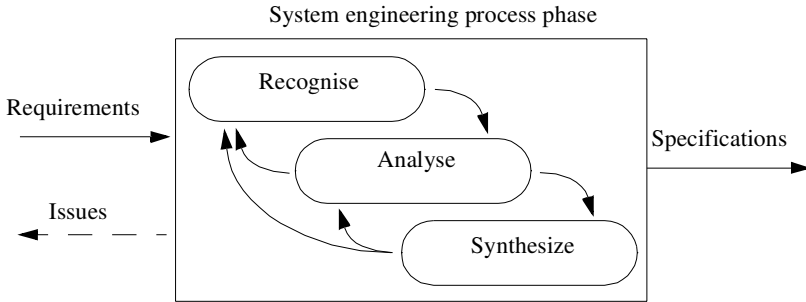 System engineering process phase
Recognise
Requirements
Analyse
Specifications
Issues
Synthesize